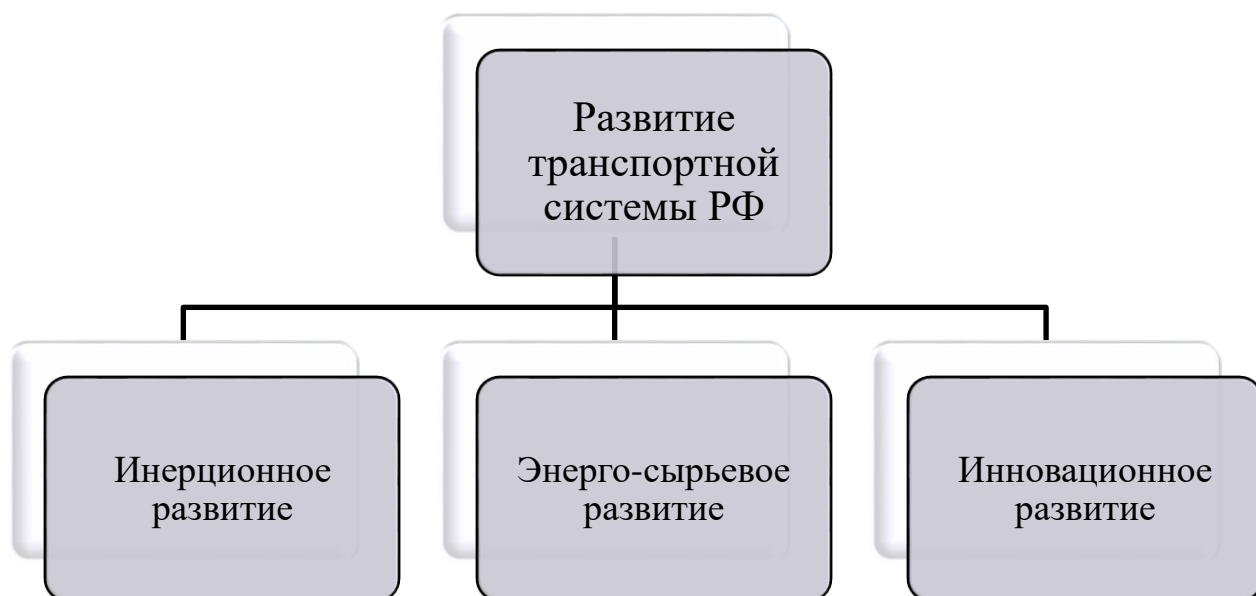 Развитие
транспортной
системы РФ
Инерционное
развитие
Энерго-сырьевое
развитие
Инновационное
развитие